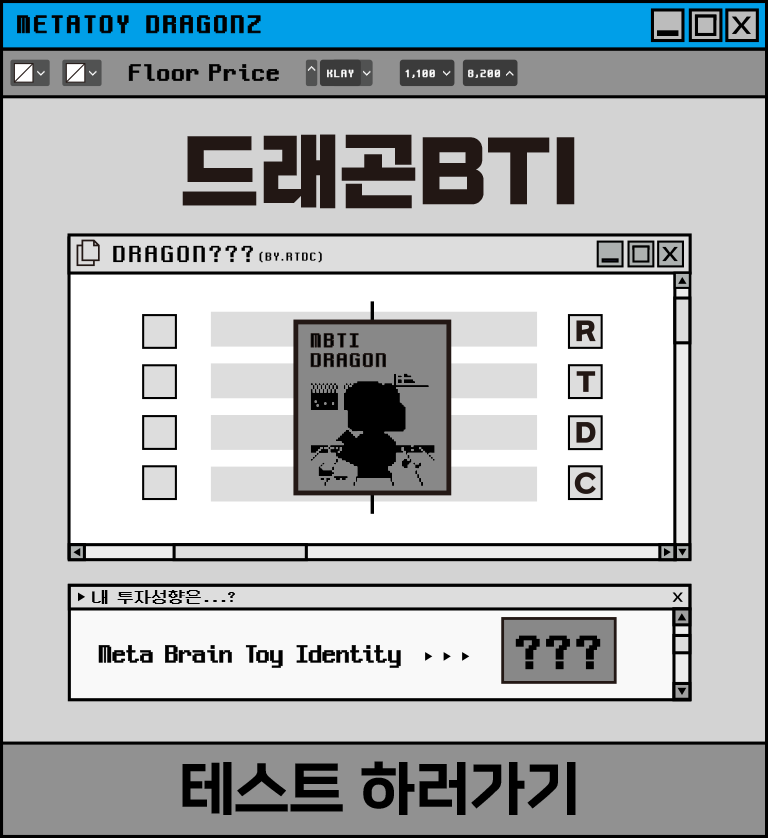 METATOY DRAGONZ
Floor Price KLAY 1,100 8,200
드래곤BTI
DRAGON???(BY.RTDC)
MBTI
DRAGON
R
T
D
C
내 투자성향은...?
Meta Brain Toy Identity ???
테스트 하러가기